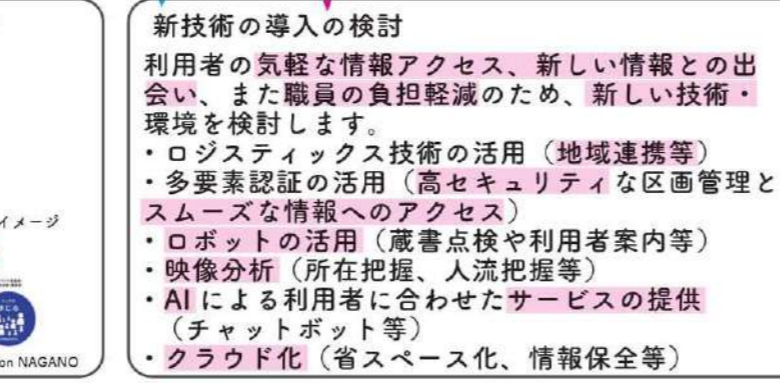 新技術の導入の検討
利用者の気軽な情報アクセス、新しい情報との出
会い、また職員の負担軽減のため、新しい技術・
環境を検討します。
・ロジスティックス技術の活用（地域連携等）
・多要素認証の活用（高セキュリティな区画管理と
スムーズな情報へのアクセス）
・ロボットの活用（蔵書点検や利用者案内等）
・映像分析（所在把握、人流把握等）
・AIによる利用者に合わせたサービスの提供
（チャットボット等）
・クラウド化（省スペース化、情報保全等）
イメージ
on NAGANO